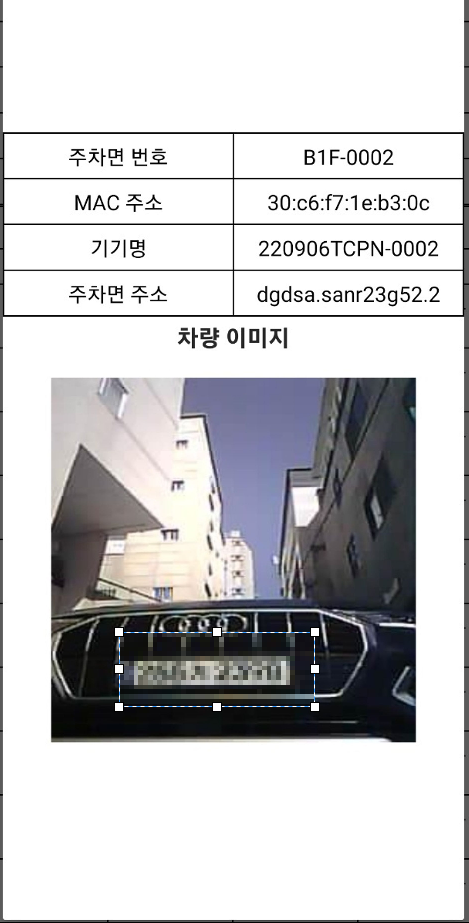 주차면 번호 B1F-0002
MAC 주소 30:c6:f7:1e:b3:0c
기기명 220906TCPN-0002
주차면 주소 dgdsa.sanr23g52.2
차량 이미지